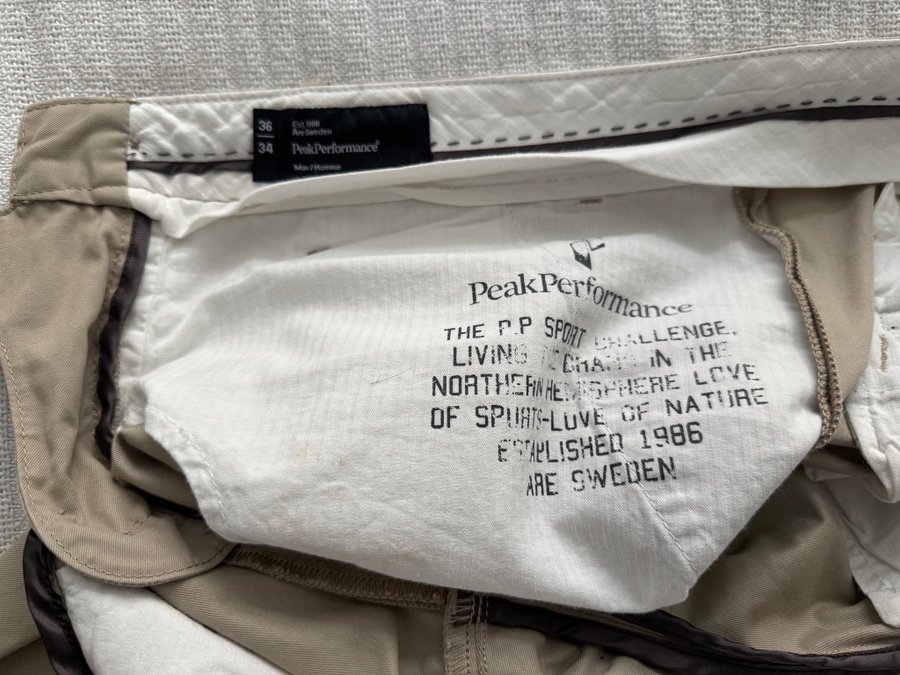 36
34
Est.1986
Åre Sweden
PeakPerformance®
Man / Homme
PeakPerformance
THE P.P SPORT CHALLENGE.
LIVING IN THE
NORTHERN HEMISPHERE LOVE
OF SPORTS-LOVE OF NATURE
ESTABLISHED 1986
ARE SWEDEN